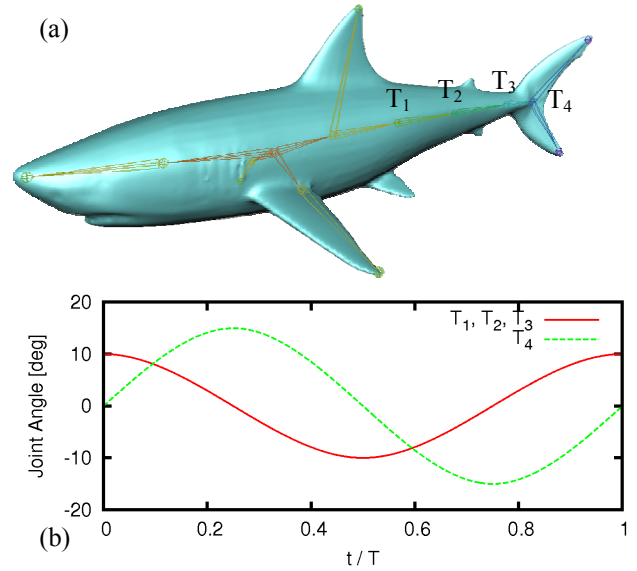 (a)
T₁
T₂
T₃
T₄
20
10
0
-10
-20
Joint Angle [deg]
T₁, T₂, T₃
T₄
0 0.2 0.4 0.6 0.8 1
t / T
(b)